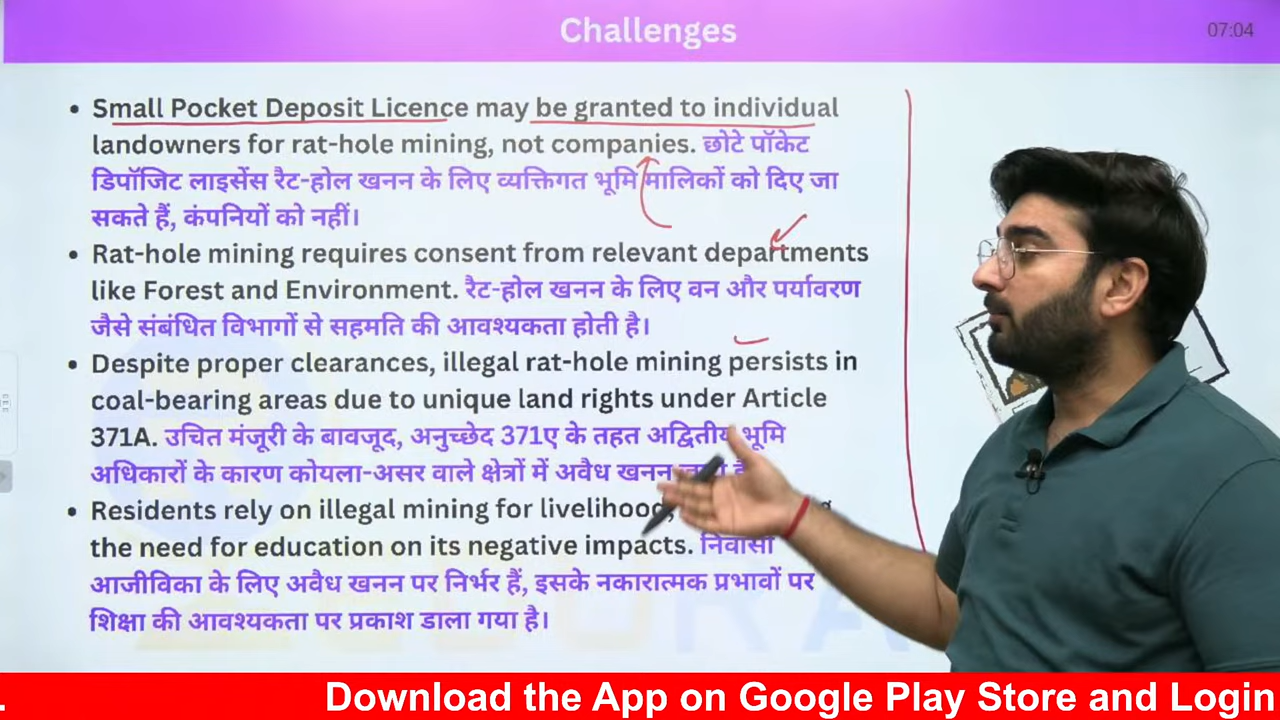 Challenges
07:04
• Small Pocket Deposit Licence may be granted to individual
landowners for rat-hole mining, not companies. छोटे पॉकेट
डिपॉजिट लाइसेंस रैट-होल खनन के लिए व्यक्तिगत भूमि मालिकों को दिए जा
सकते हैं, कंपनियों को नहीं।
• Rat-hole mining requires consent from relevant departments
like Forest and Environment. रैट-होल खनन के लिए वन और पर्यावरण
जैसे संबंधित विभागों से सहमति की आवश्यकता होती है।
• Despite proper clearances, illegal rat-hole mining persists in
coal-bearing areas due to unique land rights under Article
371A. उचित मंजूरी के बावजूद, अनुच्छेद 371ए के तहत अद्वितीय भूमि
अधिकारों के कारण कोयला-असर वाले क्षेत्रों में अवैध खनन
• Residents rely on illegal mining for livelihood,
the need for education on its negative impacts. निवासी
आजीविका के लिए अवैध खनन पर निर्भर हैं, इसके नकारात्मक प्रभावों पर
शिक्षा की आवश्यकता पर प्रकाश डाला गया है।
. Download the App on Google Play Store and Login